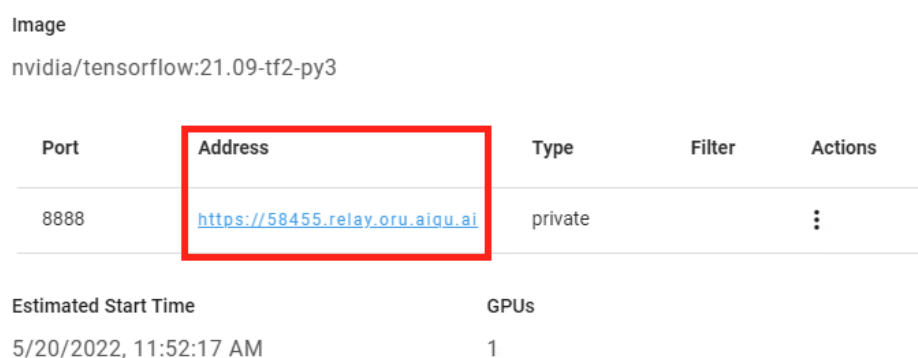 Image
nvidia/tensorflow:21.09-tf2-py3
Port Address Type Filter Actions
8888 https://58455.relay.oru.aiqu.ai private
Estimated Start Time GPUs
5/20/2022, 11:52:17 AM 1